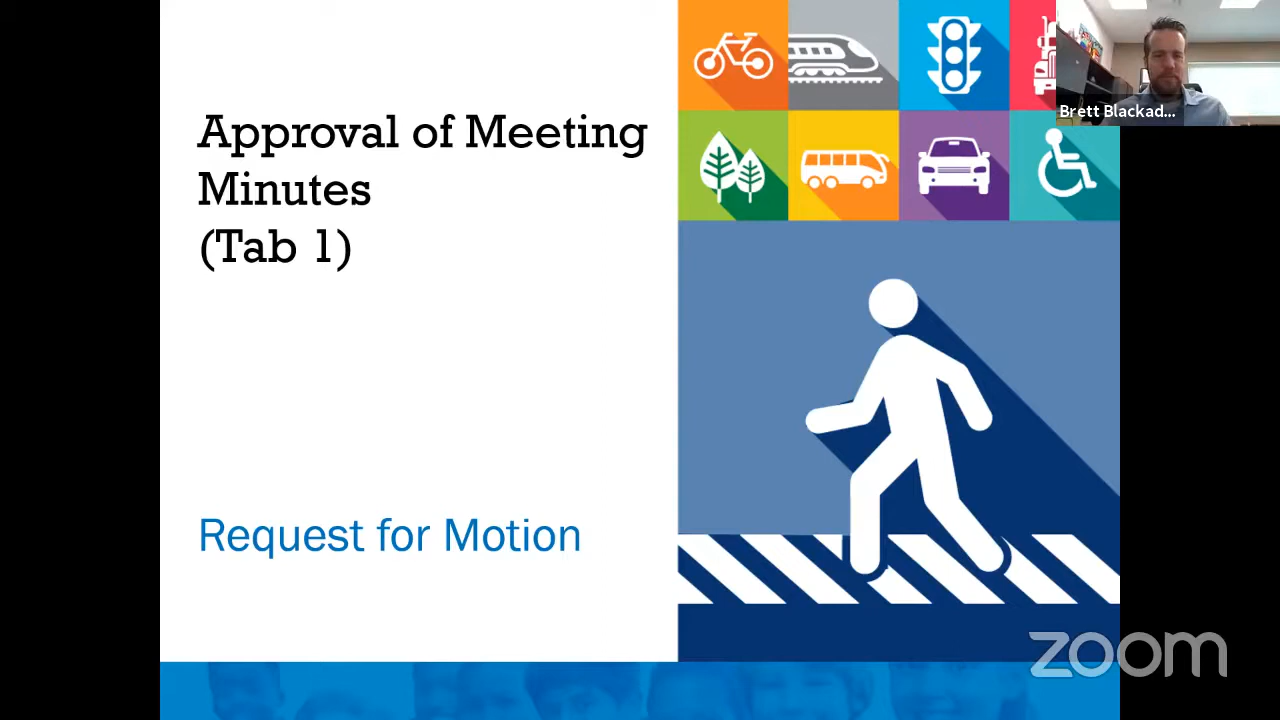 Approval of Meeting
Minutes
(Tab 1)
Request for Motion
Brett Blackad...
zoom